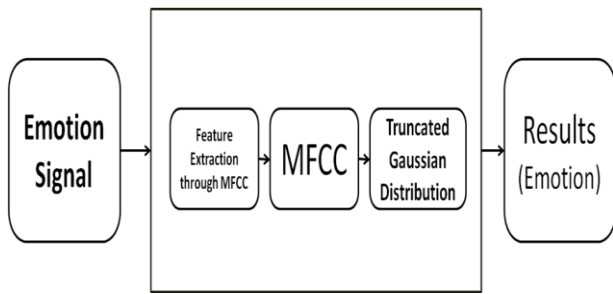 Emotion
Signal
Feature
Extraction
through MFCC
MFCC
Truncated
Gaussian
Distribution
Results
(Emotion)